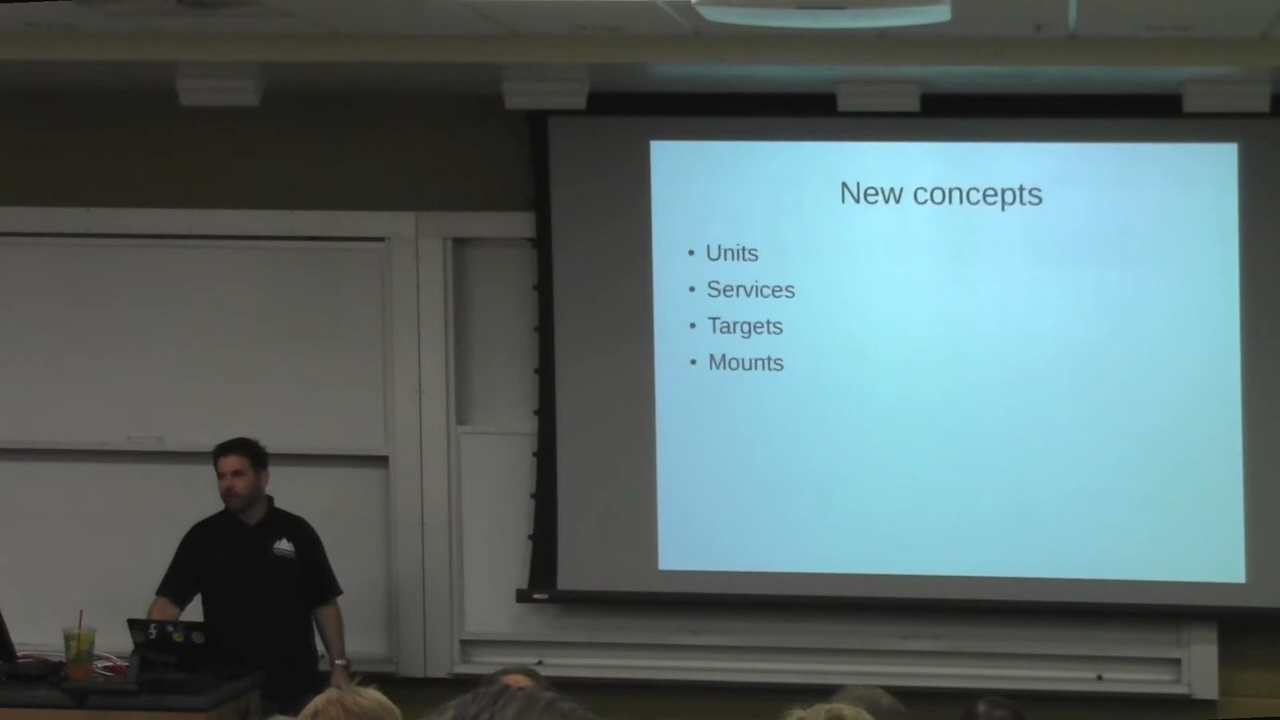 New concepts
• Units
• Services
• Targets
• Mounts